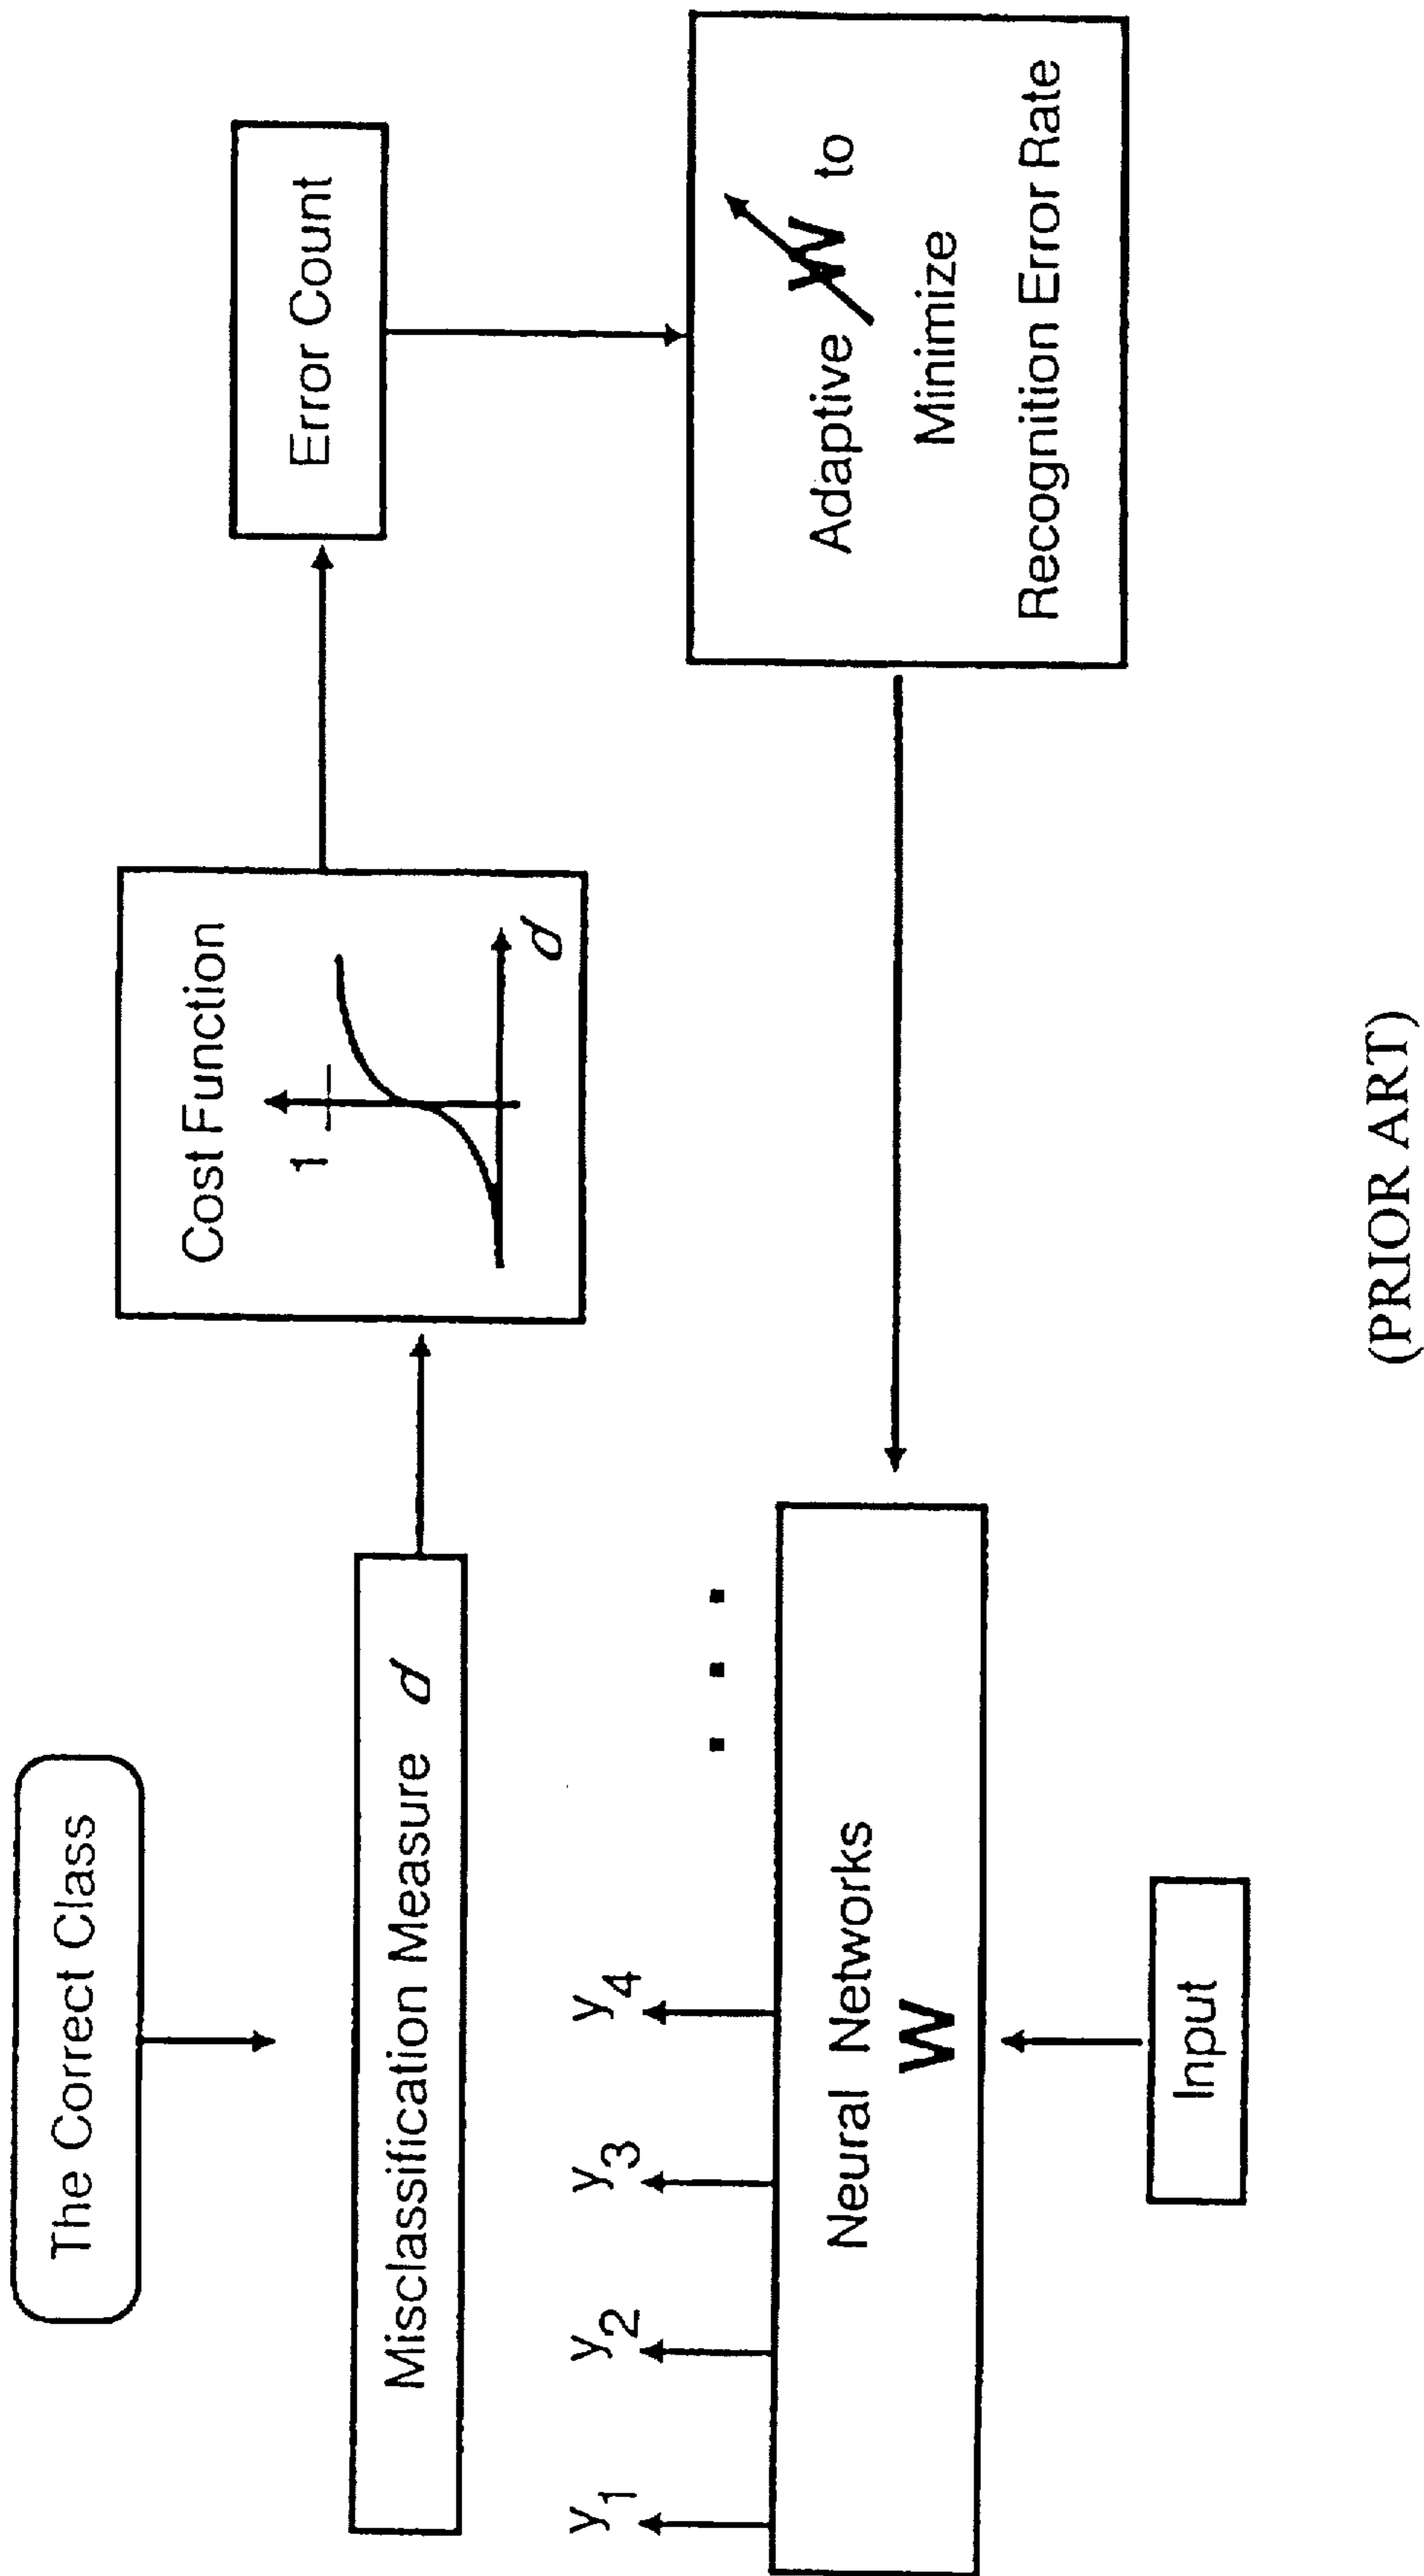 The Correct Class
Misclassification Measure d
Cost Function
1
d
Error Count
Adaptive W to
Minimize
Recognition Error Rate
y1 y2 y3 y4 . . .
Neural Networks
W
Input
(PRIOR ART)